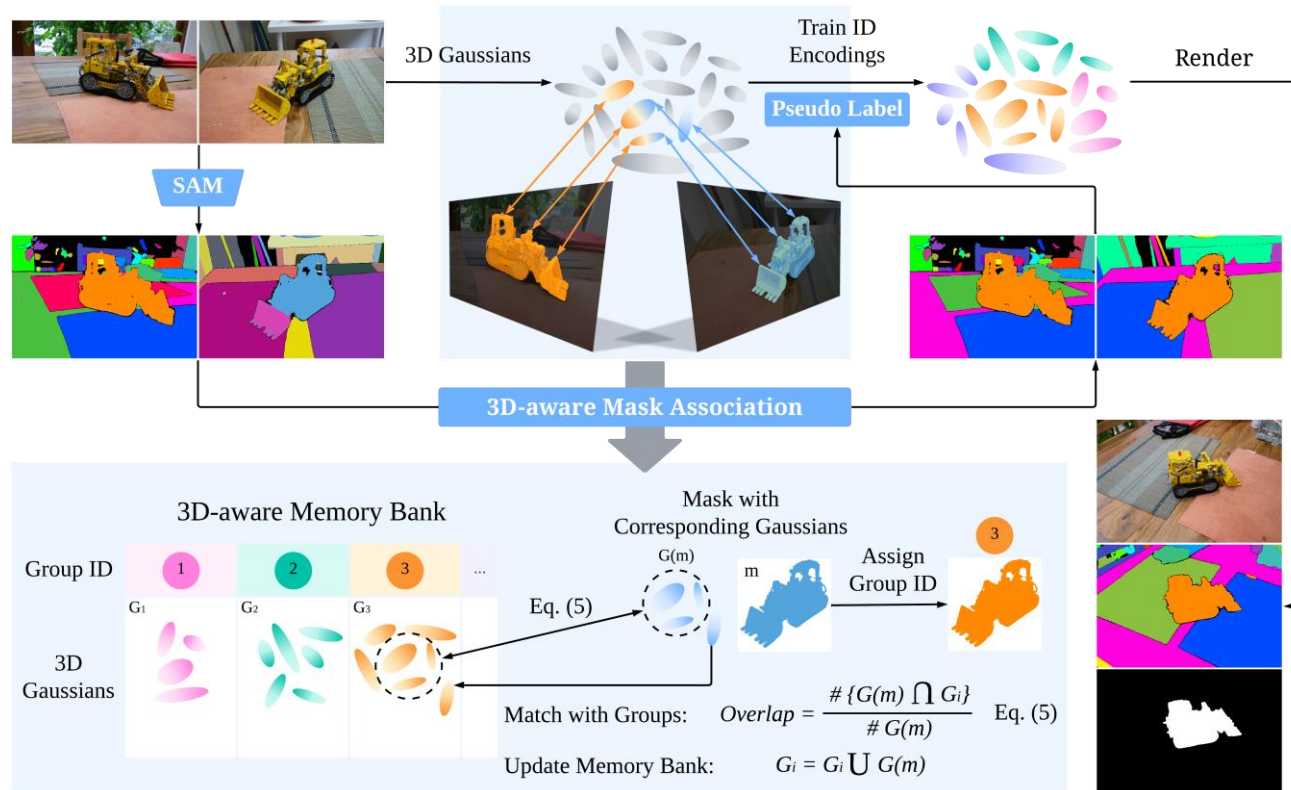 3D Gaussians
Train ID
Encodings
Render
Pseudo Label
SAM
3D-aware Mask Association
3D-aware Memory Bank
Mask with
Corresponding Gaussians
Group ID
1
2
3
...
G(m)
m
Assign
Group ID
3
G1
G2
G3
Eq. (5)
3D
Gaussians
Match with Groups: Overlap = # {G(m) ⋂ Gi} / # G(m) Eq. (5)
Update Memory Bank: Gi = Gi ⋃ G(m)